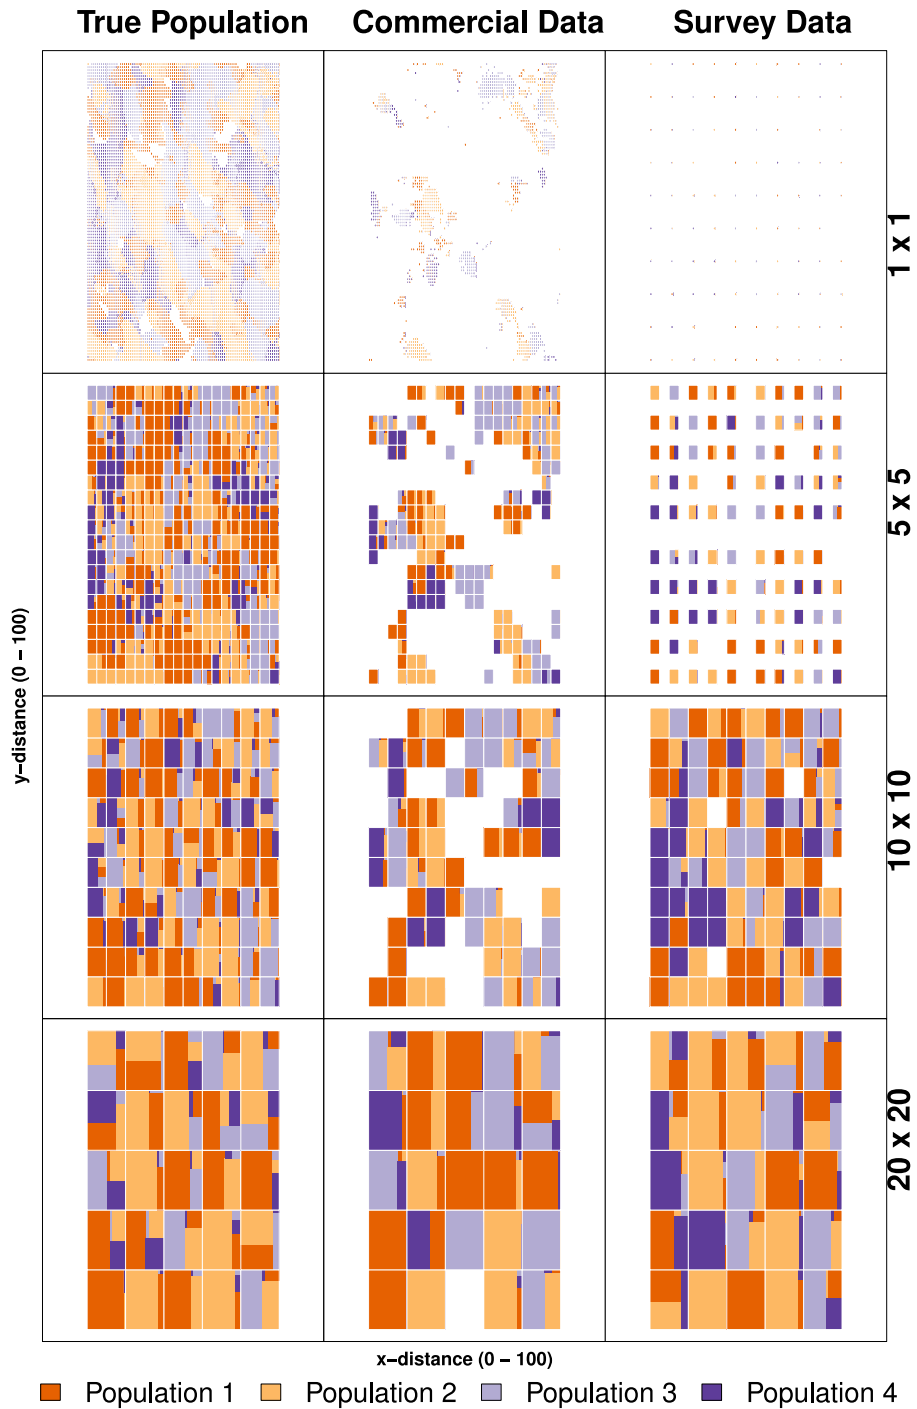 True Population Commercial Data Survey Data
1 x 1
5 x 5
10 x 10
20 x 20
y−distance (0 − 100)
x−distance (0 − 100)
Population 1 Population 2 Population 3 Population 4